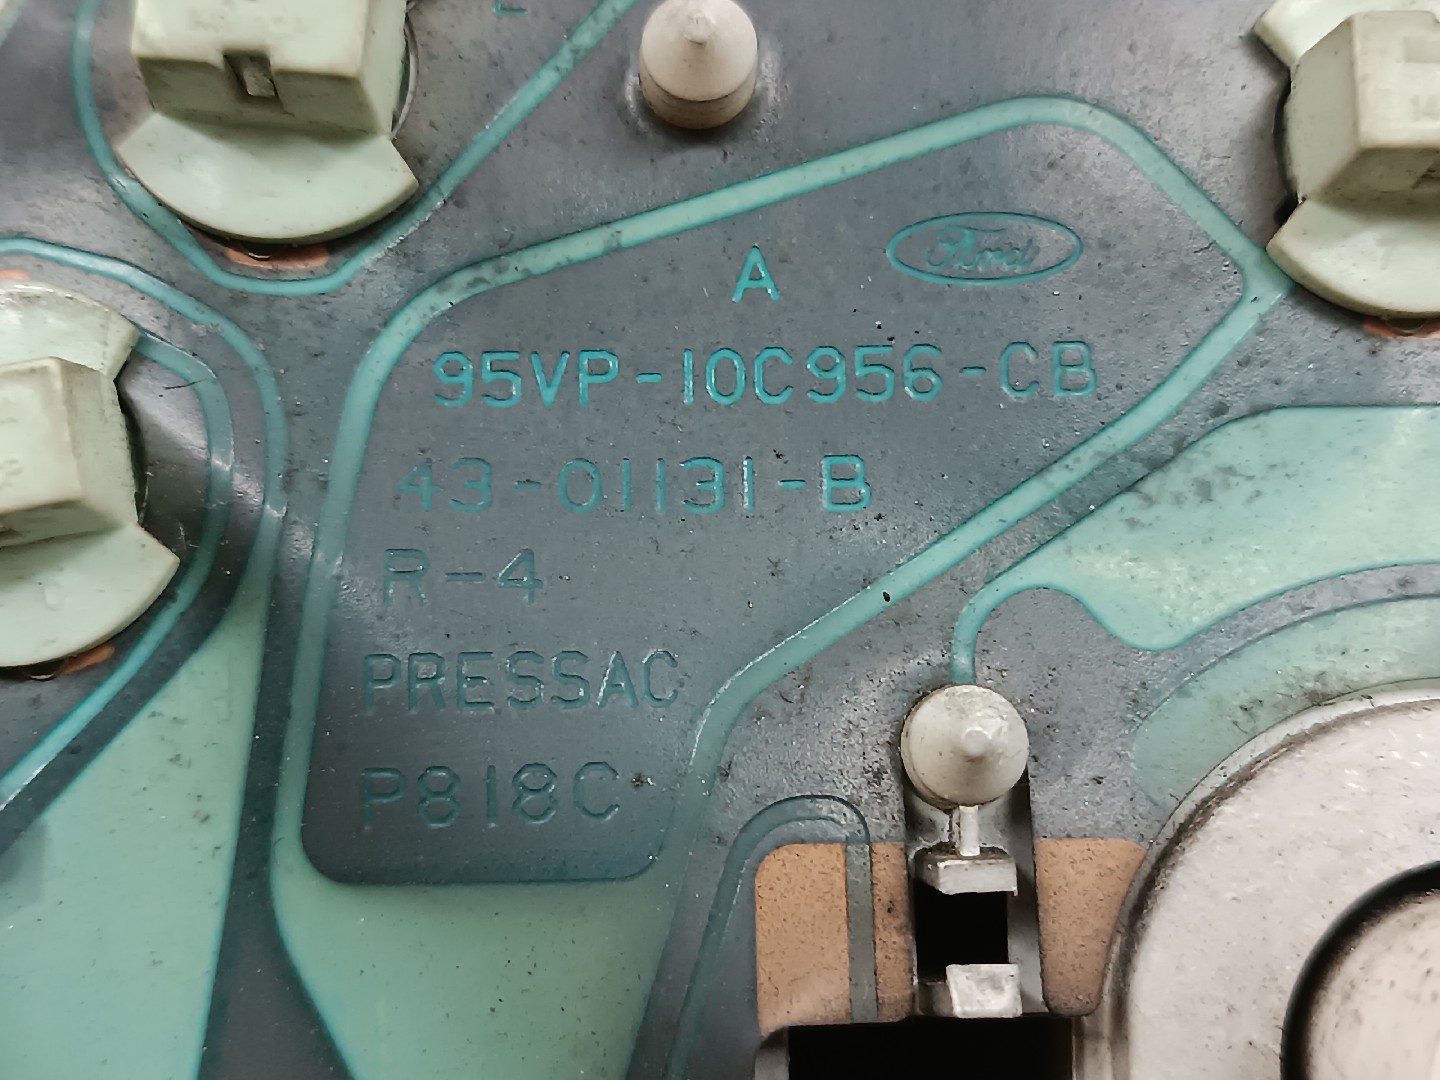 Ford
A
95VP-10C956-CB
43-01131-B
R-4
PRESSAC
P818C